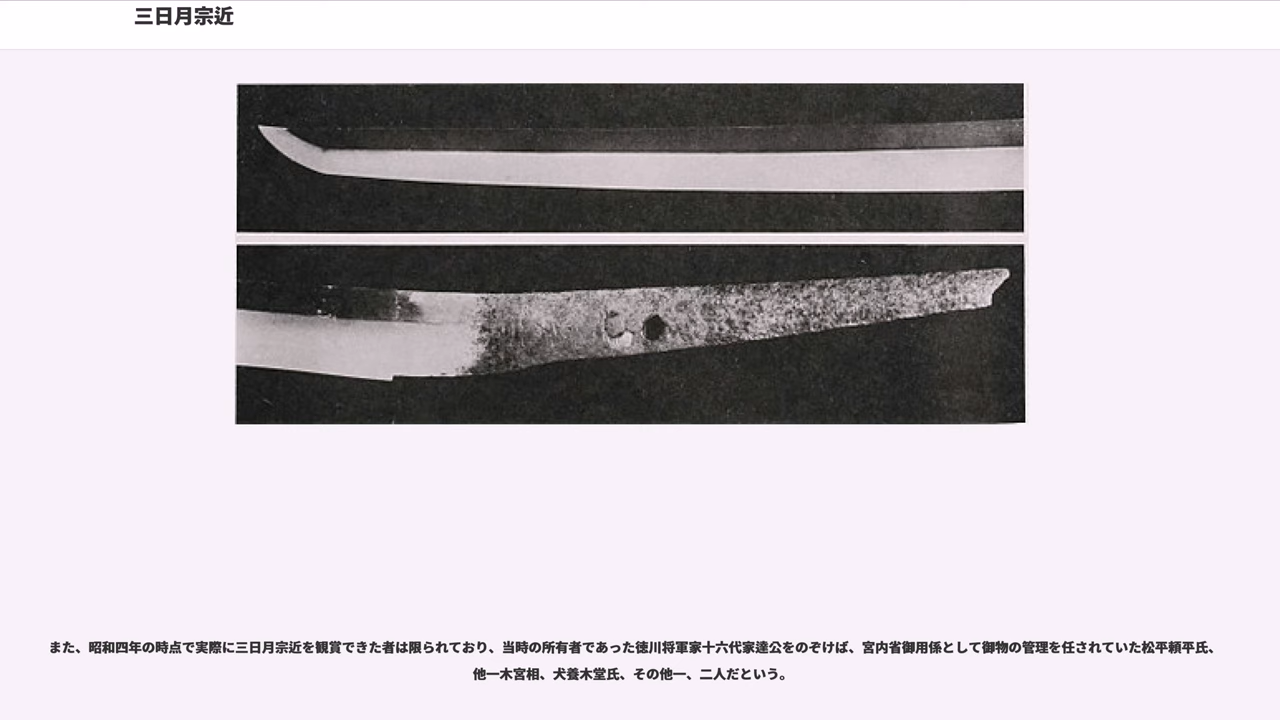 三日月宗近
また、昭和四年の時点で実際に三日月宗近を観賞できた者は限られており、当時の所有者であった徳川将軍家十六代家達公をのぞけば、宮内省御用係として御物の管理を任されていた松平頼平氏、
他一木宮相、犬養木堂氏、その他一、二人だという。